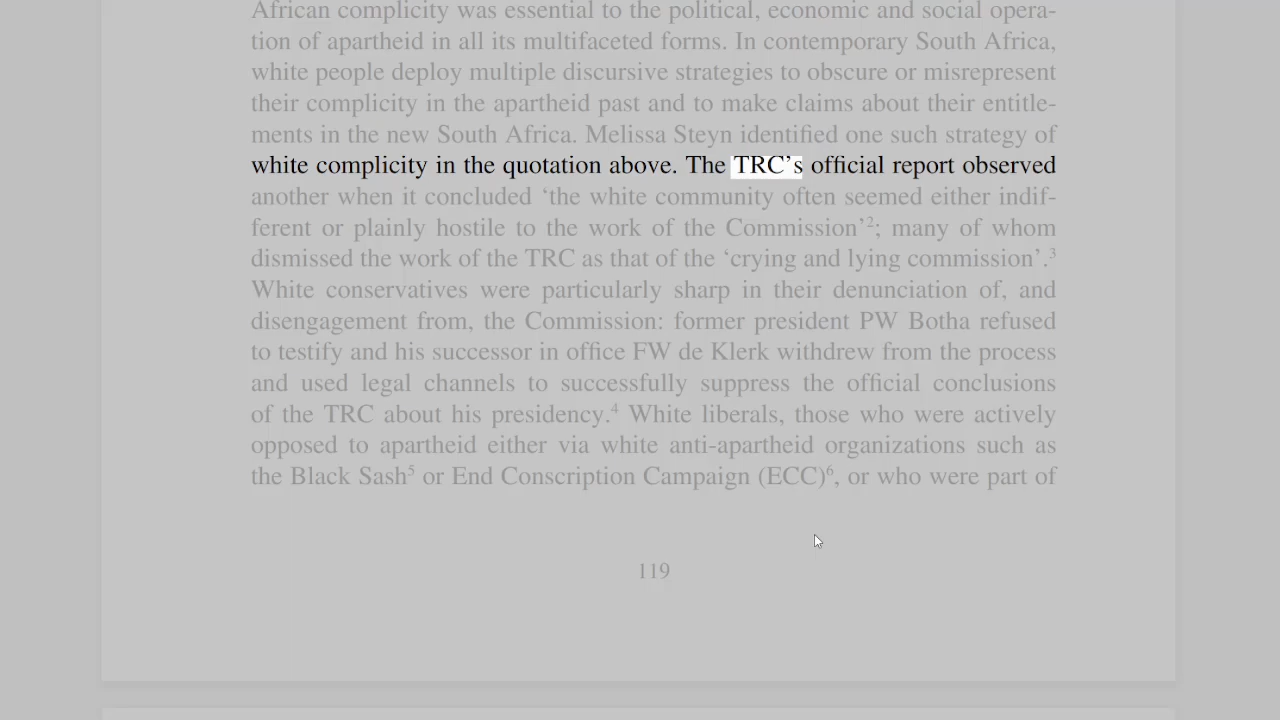 African complicity was essential to the political, economic and social opera-
tion of apartheid in all its multifaceted forms. In contemporary South Africa,
white people deploy multiple discursive strategies to obscure or misrepresent
their complicity in the apartheid past and to make claims about their entitle-
ments in the new South Africa. Melissa Steyn identified one such strategy of
white complicity in the quotation above. The TRC’s official report observed
another when it concluded ‘the white community often seemed either indif-
ferent or plainly hostile to the work of the Commission’²; many of whom
dismissed the work of the TRC as that of the ‘crying and lying commission’.³
White conservatives were particularly sharp in their denunciation of, and
disengagement from, the Commission: former president PW Botha refused
to testify and his successor in office FW de Klerk withdrew from the process
and used legal channels to successfully suppress the official conclusions
of the TRC about his presidency.⁴ White liberals, those who were actively
opposed to apartheid either via white anti-apartheid organizations such as
the Black Sash⁵ or End Conscription Campaign (ECC)⁶, or who were part of
119